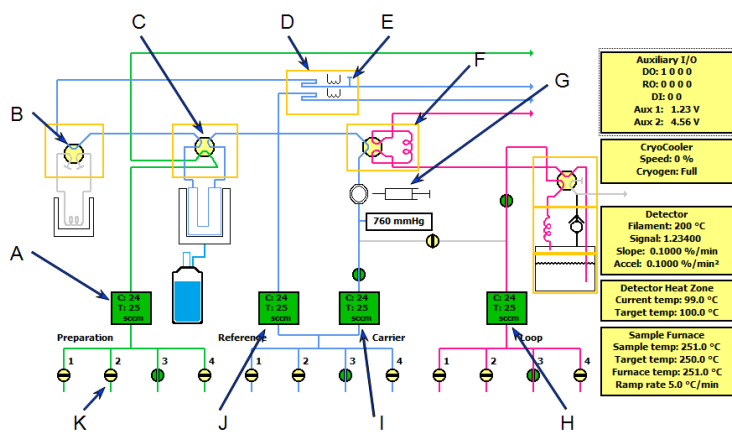 C
D
E
F
G
B
A
K
J
I
H
Auxiliary I/O
DO: 1 0 0 0
RO: 0 0 0 0
DI: 0 0
Aux 1: 1.23 V
Aux 2: 4.56 V
CryoCooler
Speed: 0 %
Cryogen: Full
Detector
Filament: 200 °C
Signal: 1.23400
Slope: 0.1000 %/min
Accel: 0.1000 %/min²
Detector Heat Zone
Current temp: 99.0 °C
Target temp: 100.0 °C
Sample Furnace
Sample temp: 251.0 °C
Target temp: 250.0 °C
Furnace temp: 251.0 °C
Ramp rate 5.0 °C/min
760 mmHg
C: 24
T: 25
sccm
C: 24
T: 25
sccm
C: 24
T: 25
sccm
C: 24
T: 25
sccm
Preparation
Reference
Carrier
Loop
1 2 3 4
1 2 3 4
1 2 3 4